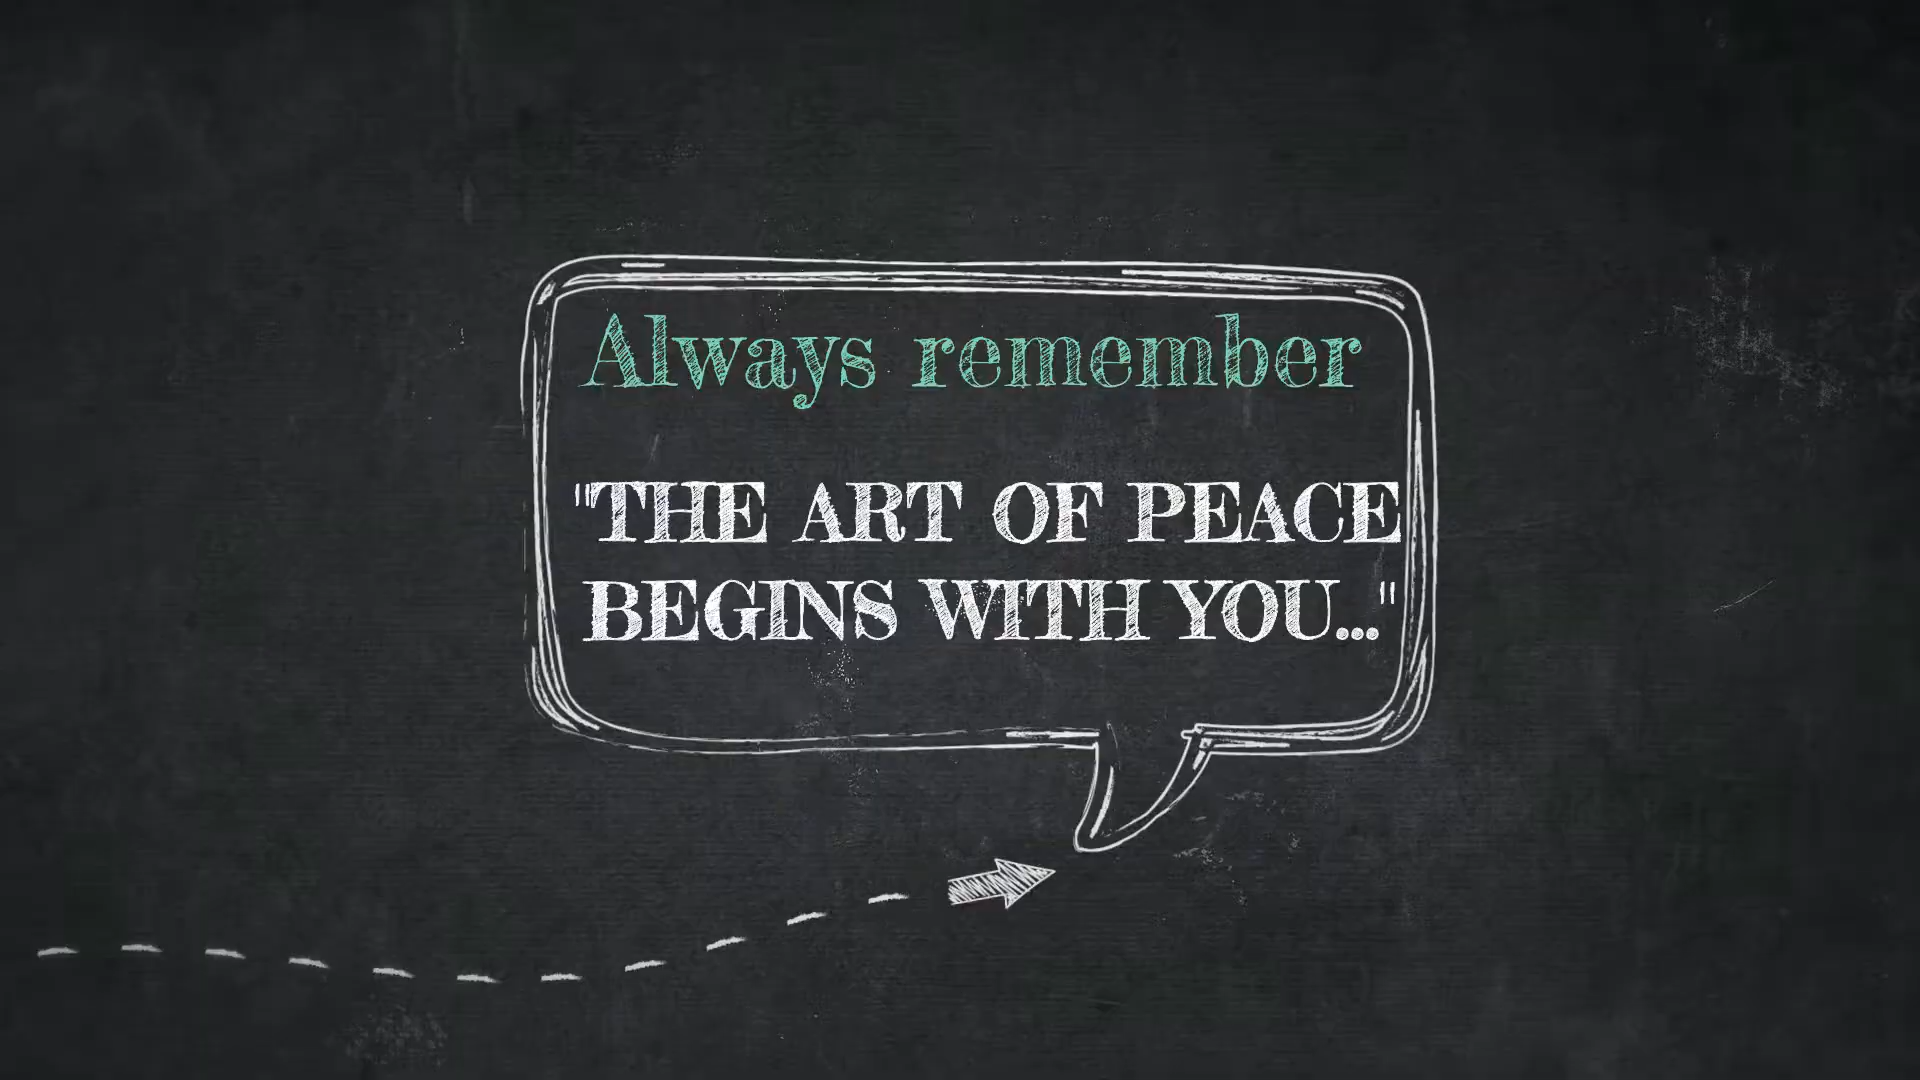 Always remember
"THE ART OF PEACE
BEGINS WITH YOU..."